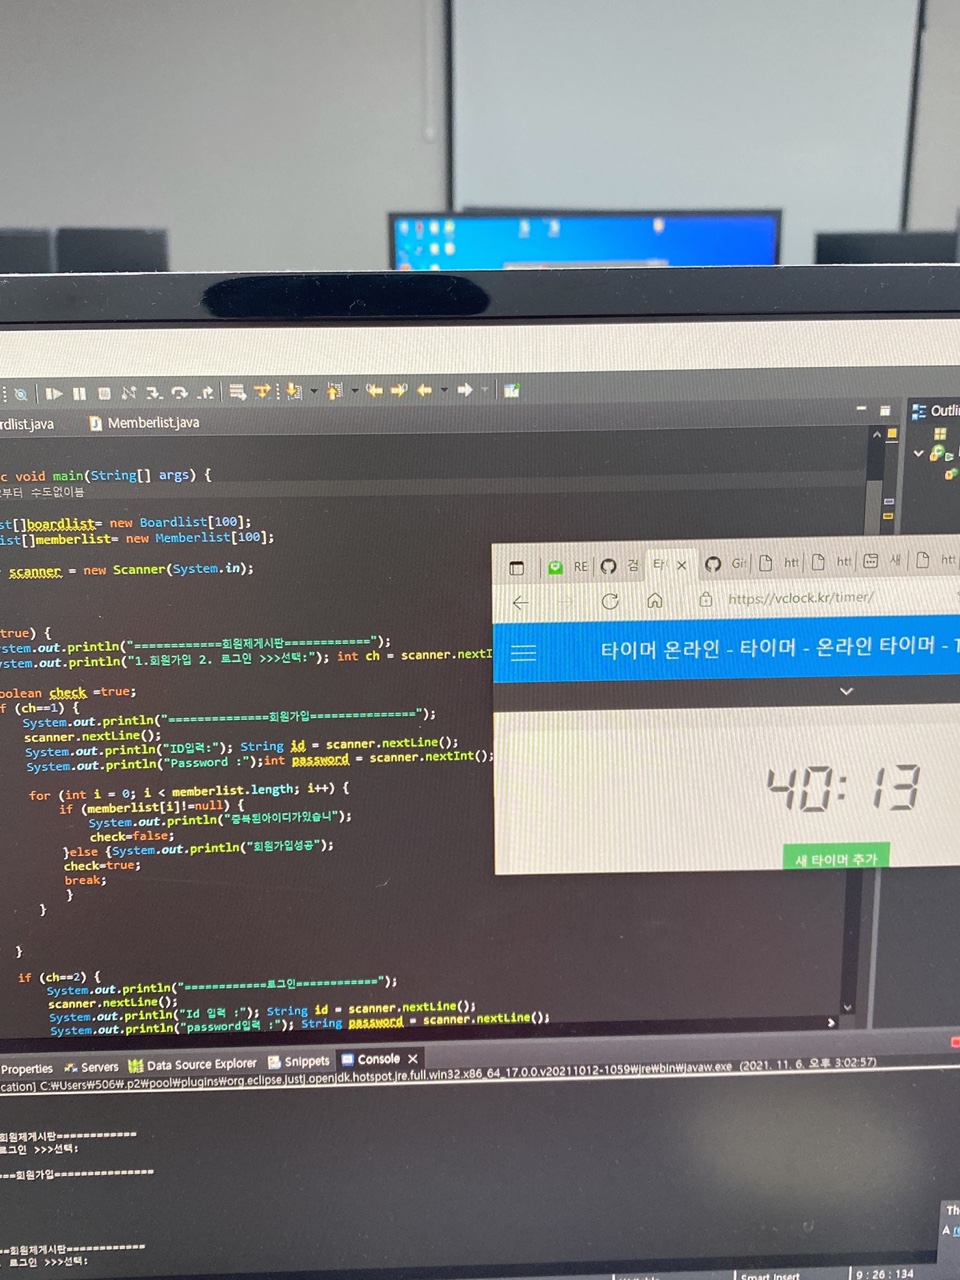 rdlist.java
Memberlist.java
Outli
c void main(String[] args) {
부터 수도없이봄
st[]boardlist= new Boardlist[100];
ist[]memberlist= new Memberlist[100];
scanner = new Scanner(System.in);
true) {
stem.out.println("============회원제게시판============");
ystem.out.println("1.회원가입 2. 로그인 >>>선택:"); int ch = scanner.nextI
oolean check =true;
f (ch==1) {
System.out.println("==============회원가입===============");
scanner.nextLine();
System.out.println("ID입력:"); String id = scanner.nextLine();
System.out.println("Password :");int password = scanner.nextInt();
for (int i = 0; i < memberlist.length; i++) {
if (memberlist[i]!=null) {
System.out.println("중복된아이디가있습니");
check=false;
}else {System.out.println("회원가입성공");
check=true;
break;
}
}
}
if (ch==2) {
System.out.println("============로그인============");
scanner.nextLine();
System.out.println("Id 입력 :"); String id = scanner.nextLine();
System.out.println("password입력 :"); String password = scanner.nextLine();
RE
검
타
Gi
htt
htt
새
htt
https://vclock.kr/timer/
타이머 온라인 - 타이머 - 온라인 타이머 - T
40:13
새 타이머 추가
Properties
Servers
Data Source Explorer
Snippets
Console
cation] C:₩Users₩506₩.p2₩pool₩plugins₩org.eclipse.justj.openjdk.hotspot.jre.full.win32.x86_64_17.0.0.v20211012-1059₩jre₩bin₩javaw.exe (2021. 11. 6. 오후 3:02:57)
회원제게시판============
로그인 >>>선택:
===회원가입===============
==회원제게시판============
로그인 >>>선택:
Th
A re
Smart Insert
9 : 26 : 134